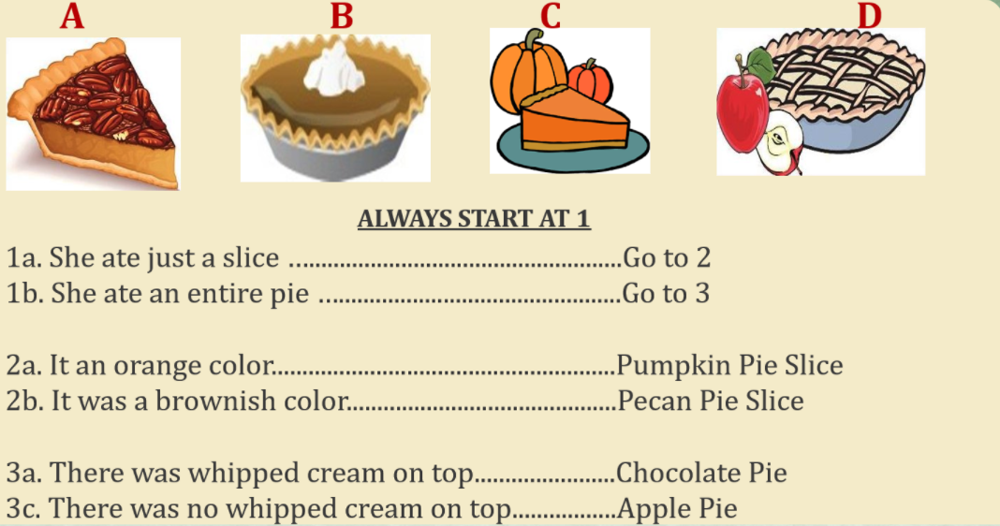 A B C D
ALWAYS START AT 1
1a. She ate just a slice ......................................................Go to 2
1b. She ate an entire pie .................................................Go to 3
2a. It an orange color.......................................................Pumpkin Pie Slice
2b. It was a brownish color............................................Pecan Pie Slice
3a. There was whipped cream on top......................Chocolate Pie
3c. There was no whipped cream on top.................Apple Pie